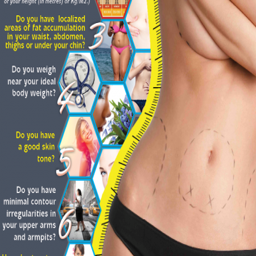 of your height (in metres) or Kg/M2.)
Do you have localized
areas of fat accumulation
in your waist, abdomen,
thighs or under your chin?
3
Do you weigh
near your ideal
body weight?
4
Do you have
a good skin
tone?
5
Do you have
minimal contour
irregularities in
your upper arms
and armpits?
6